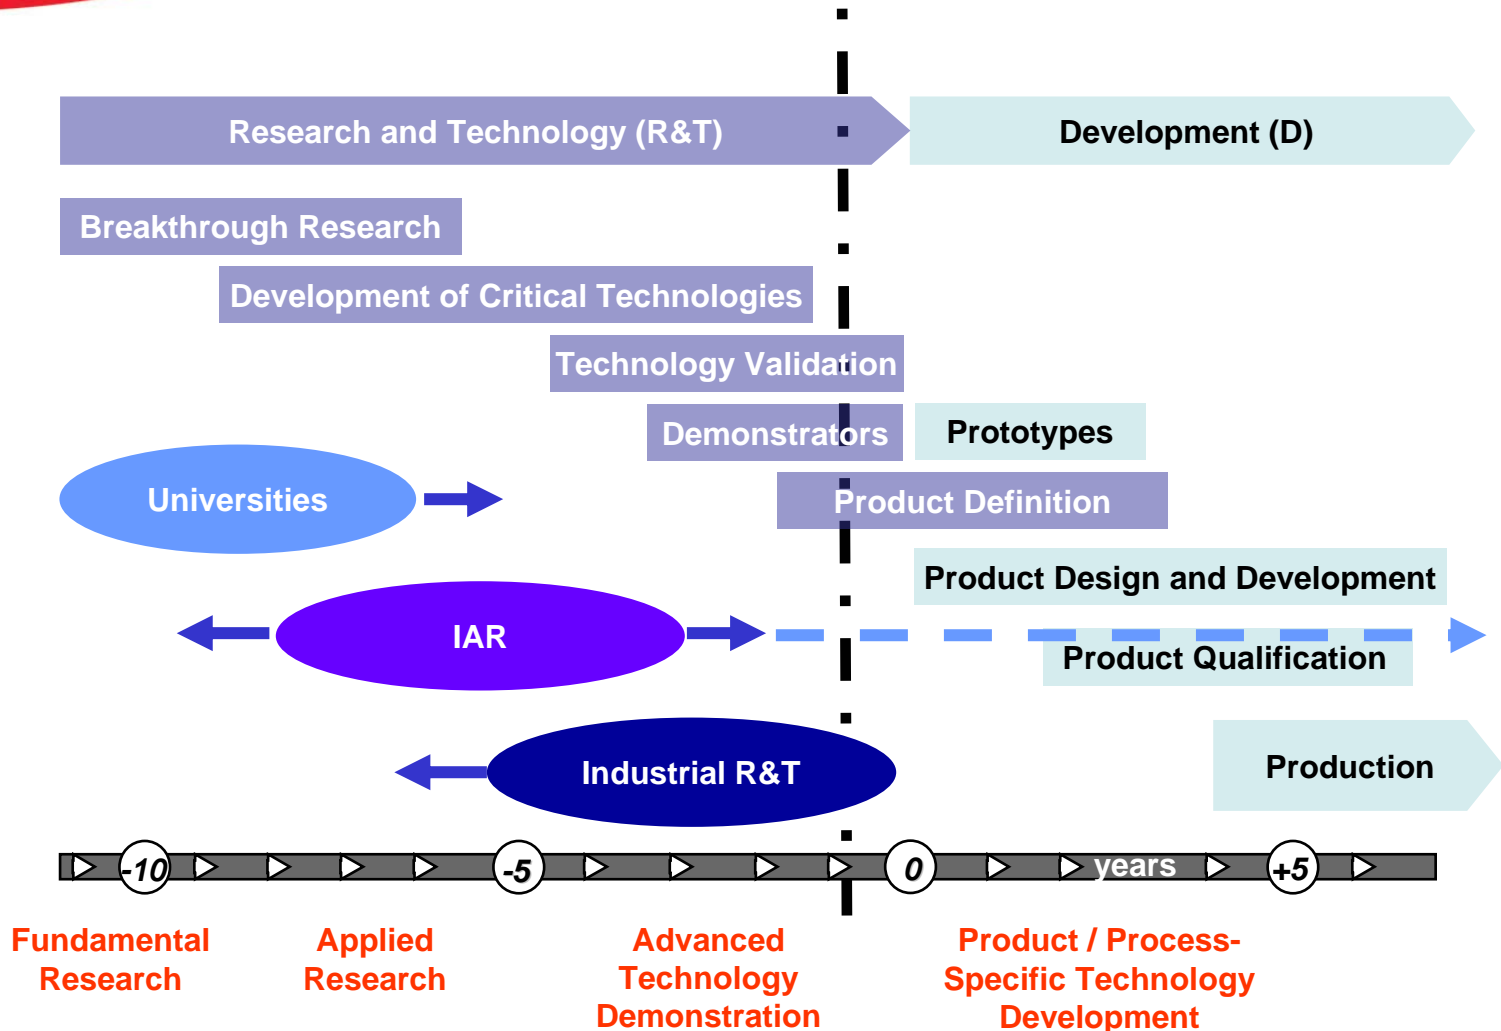 Research and Technology (R&T)
Development (D)
Breakthrough Research
Development of Critical Technologies
Technology Validation
Demonstrators
Prototypes
Universities
Product Definition
Product Design and Development
IAR
Product Qualification
Industrial R&T
Production
-10
-5
0
years
+5
Fundamental
Research
Applied
Research
Advanced
Technology
Demonstration
Product / Process-
Specific Technology
Development